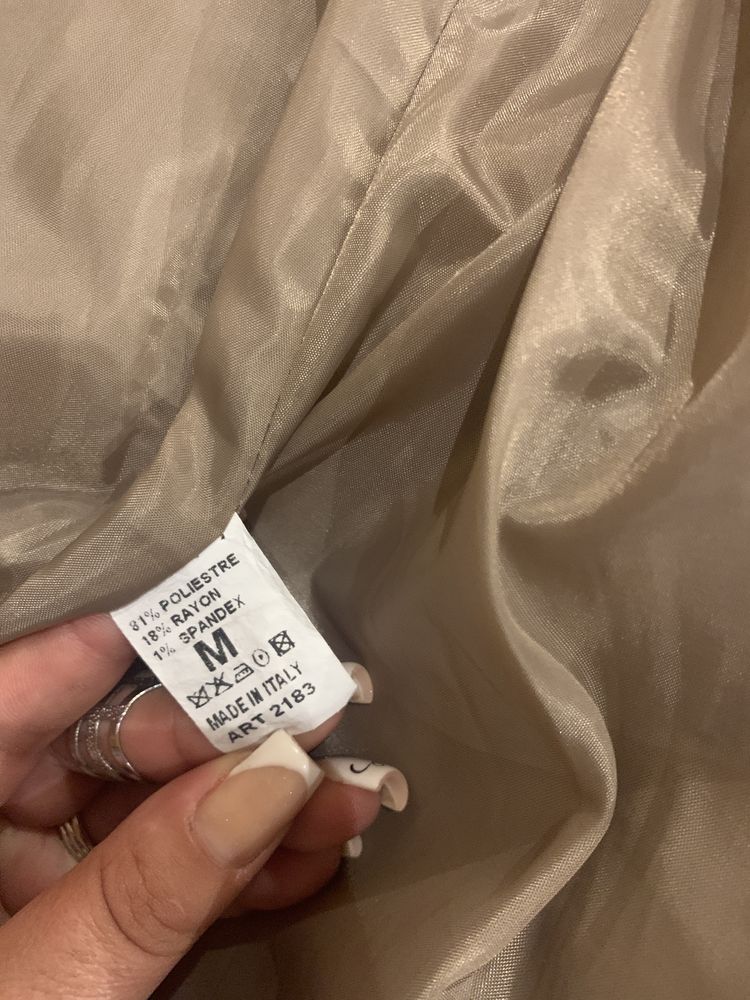 81% POLIESTRE
18% RAYON
1% SPANDEX
M
MADE IN ITALY
ART 2183